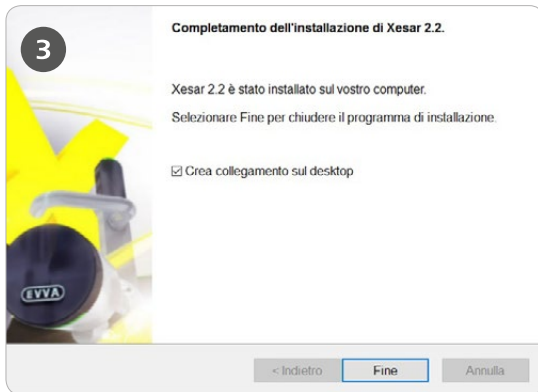 3
Completamento dell'installazione di Xesar 2.2.
Xesar 2.2 è stato installato sul vostro computer.
Selezionare Fine per chiudere il programma di installazione.
Crea collegamento sul desktop
EVVA
< Indietro
Fine
Annulla